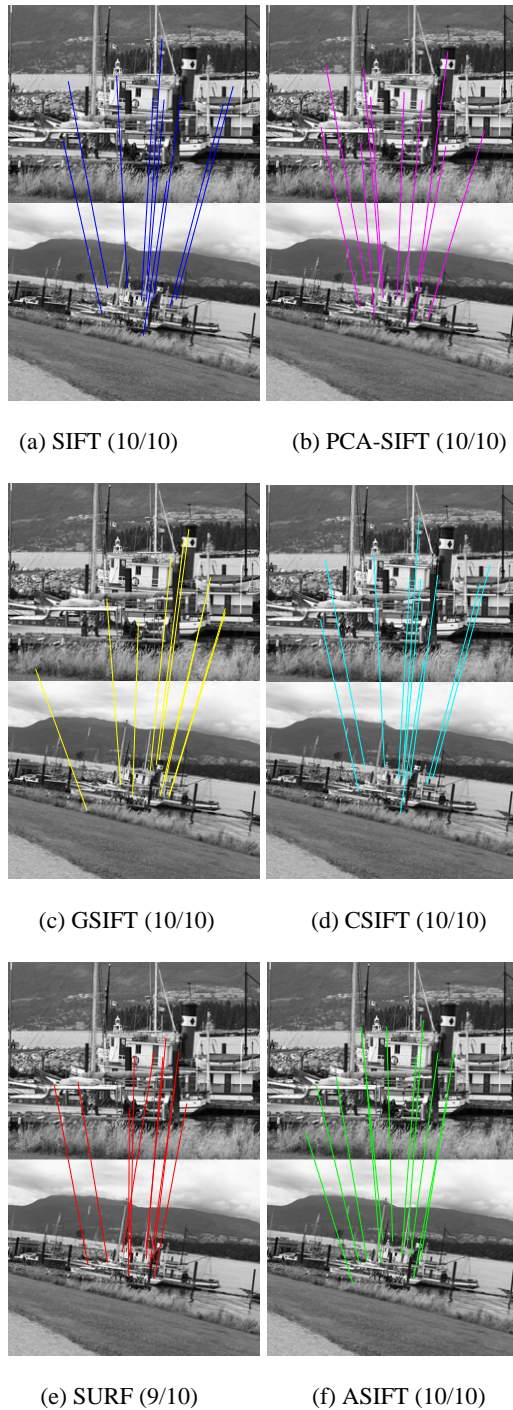 (a) SIFT (10/10)
(b) PCA-SIFT (10/10)
(c) GSIFT (10/10)
(d) CSIFT (10/10)
(e) SURF (9/10)
(f) ASIFT (10/10)